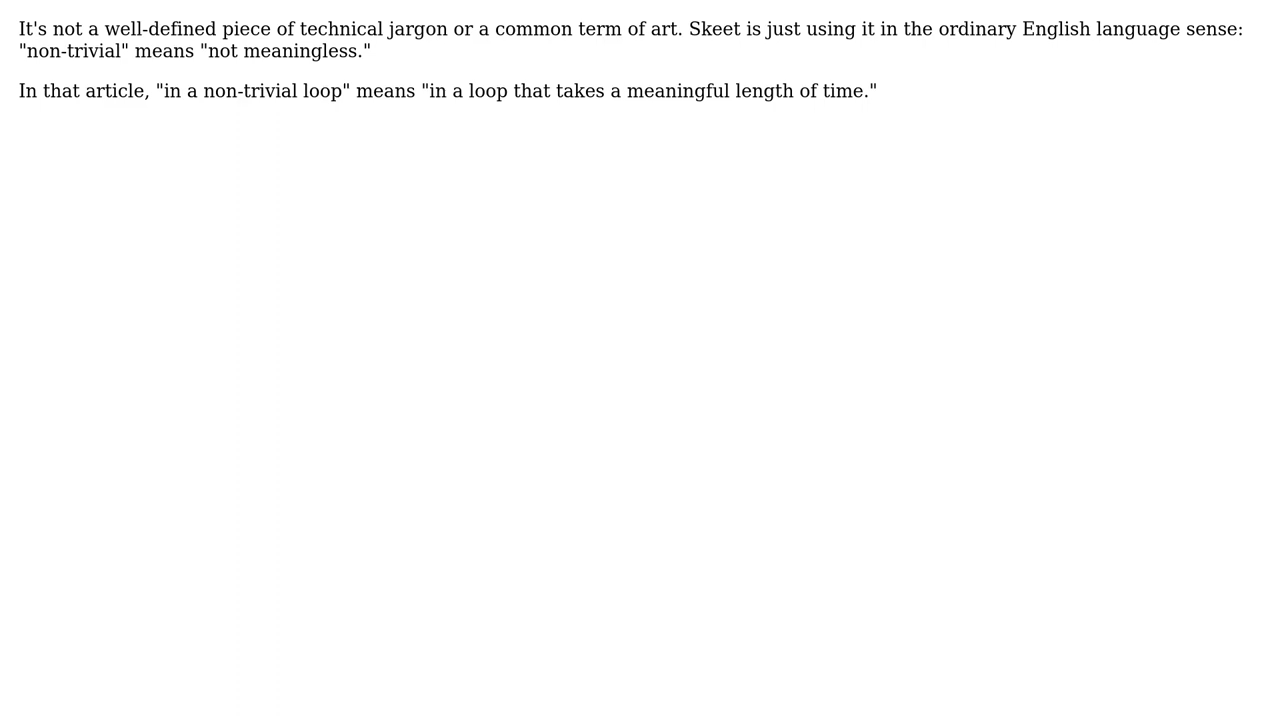 It's not a well-defined piece of technical jargon or a common term of art. Skeet is just using it in the ordinary English language sense:
"non-trivial" means "not meaningless."
In that article, "in a non-trivial loop" means "in a loop that takes a meaningful length of time."